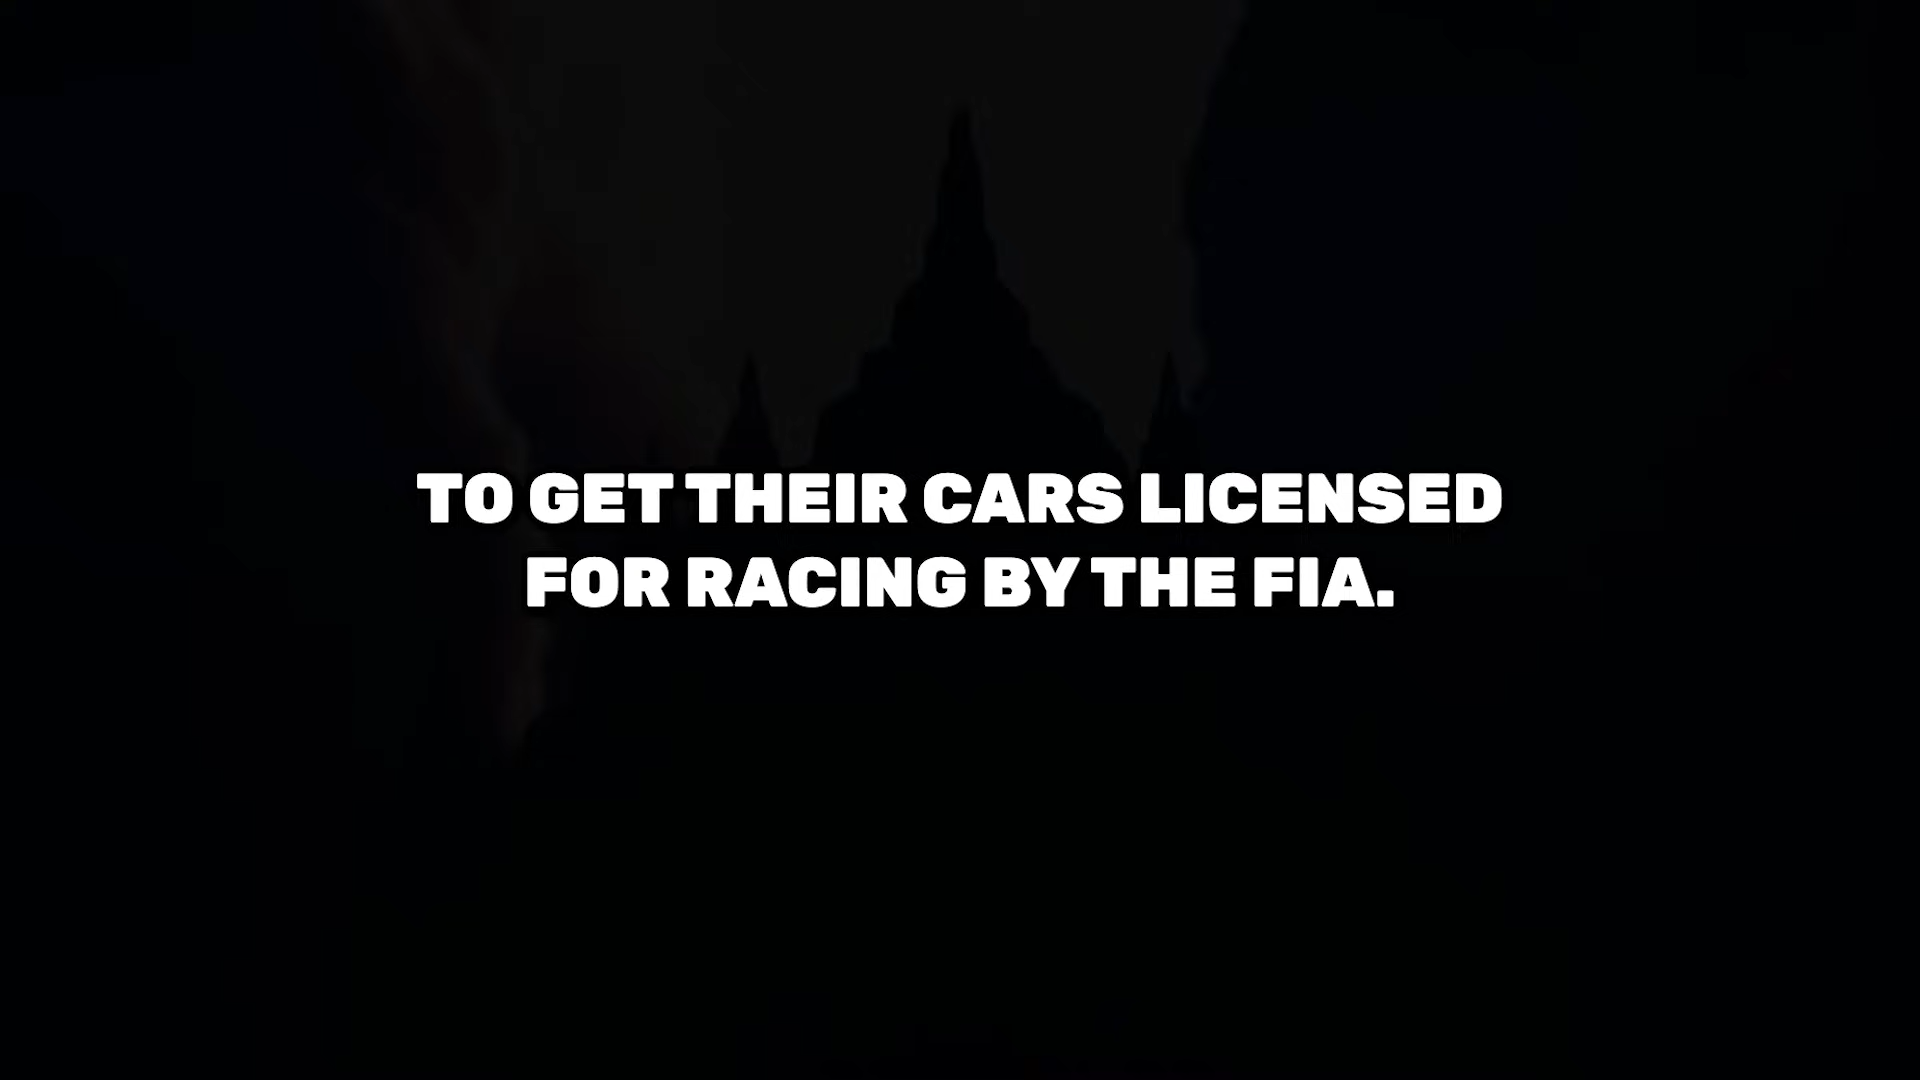 TO GET THEIR CARS LICENSED
FOR RACING BY THE FIA.